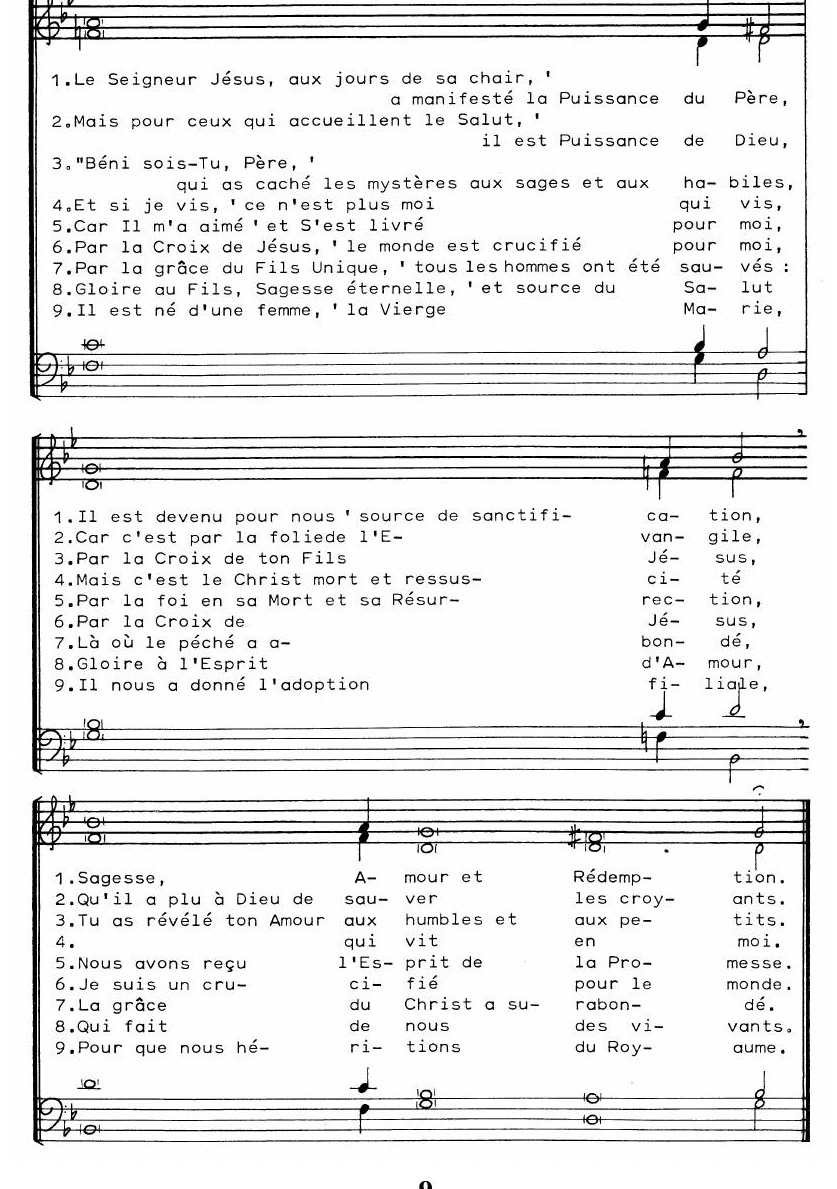 1.Le Seigneur Jésus, aux jours de sa chair, '
a manifesté la Puissance du Père,
2.Mais pour ceux qui accueillent le Salut, '
il est Puissance de Dieu,
3."Béni sois-Tu, Père, '
qui as caché les mystères aux sages et aux ha- biles,
4.Et si je vis, ' ce n'est plus moi qui vis,
5.Car Il m'a aimé ' et S'est livré pour moi,
6.Par la Croix de Jésus, ' le monde est crucifié pour moi,
7.Par la grâce du Fils Unique, ' tous les hommes ont été sau- vés :
8.Gloire au Fils, Sagesse éternelle, ' et source du Sa- lut
9.Il est né d'une femme, ' la Vierge Ma- rie,
1.Il est devenu pour nous ' source de sanctifi- ca- tion,
2.Car c'est par la foliede l'E- van- gile,
3.Par la Croix de ton Fils Jé- sus,
4.Mais c'est le Christ mort et ressus- ci- té
5.Par la foi en sa Mort et sa Résur- rec- tion,
6.Par la Croix de Jé- sus,
7.Là où le péché a a- bon- dé,
8.Gloire à l'Esprit d'A- mour,
9.Il nous a donné l'adoption fi- liale,
1.Sagesse, A- mour et Rédemp- tion.
2.Qu'il a plu à Dieu de sau- ver les croy- ants.
3.Tu as révélé ton Amour aux humbles et aux pe- tits.
4. qui vit en moi.
5.Nous avons reçu l'Es- prit de la Pro- messe.
6.Je suis un cru- ci- fié pour le monde.
7.La grâce du Christ a su- rabon- dé.
8.Qui fait de nous des vi- vants.
9.Pour que nous hé- ri- tions du Roy- aume.